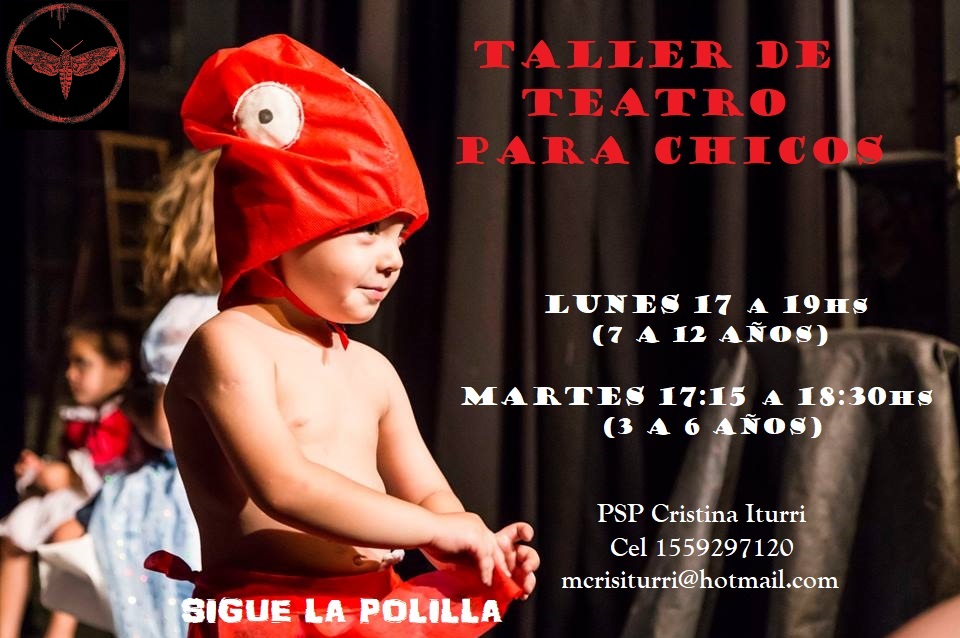 TALLER DE
TEATRO
PARA CHICOS
LUNES 17 A 19HS
(7 A 12 AÑOS)
MARTES 17:15 A 18:30HS
(3 A 6 AÑOS)
PSP Cristina Iturri
Cel 1559297120
mcrisiturri@hotmail.com
SIGUE LA POLILLA